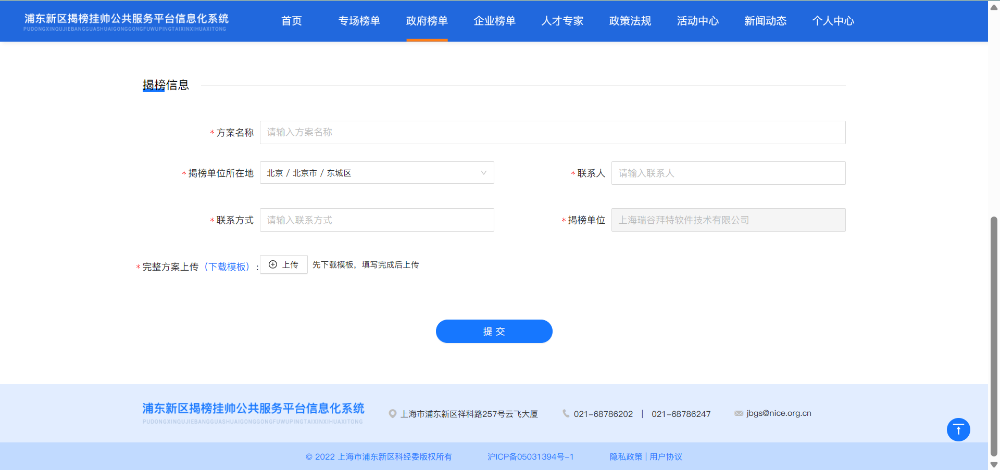 浦东新区揭榜挂帅公共服务平台信息化系统
PUDONGXINQUJIEBANGGUASHUAIGONGGONGFUWUPINGTAIXINXIHUAXITONG
首页 专场榜单 政府榜单 企业榜单 人才专家 政策法规 活动中心 新闻动态 个人中心
揭榜信息
*方案名称 请输入方案名称
*揭榜单位所在地 北京 / 北京市 / 东城区 *联系人 请输入联系人
*联系方式 请输入联系方式 *揭榜单位 上海瑞谷拜特软件技术有限公司
*完整方案上传（下载模板）: 上传 先下载模板，填写完成后上传
提 交
浦东新区揭榜挂帅公共服务平台信息化系统
PUDONGXINQUJIEBANGGUASHUAIGONGGONGFUWUPINGTAIXINXIHUAXITONG
上海市浦东新区祥科路257号云飞大厦 021-68786202 | 021-68786247 jbgs@nice.org.cn
© 2022 上海市浦东新区科经委版权所有 沪ICP备05031394号-1 隐私政策 | 用户协议